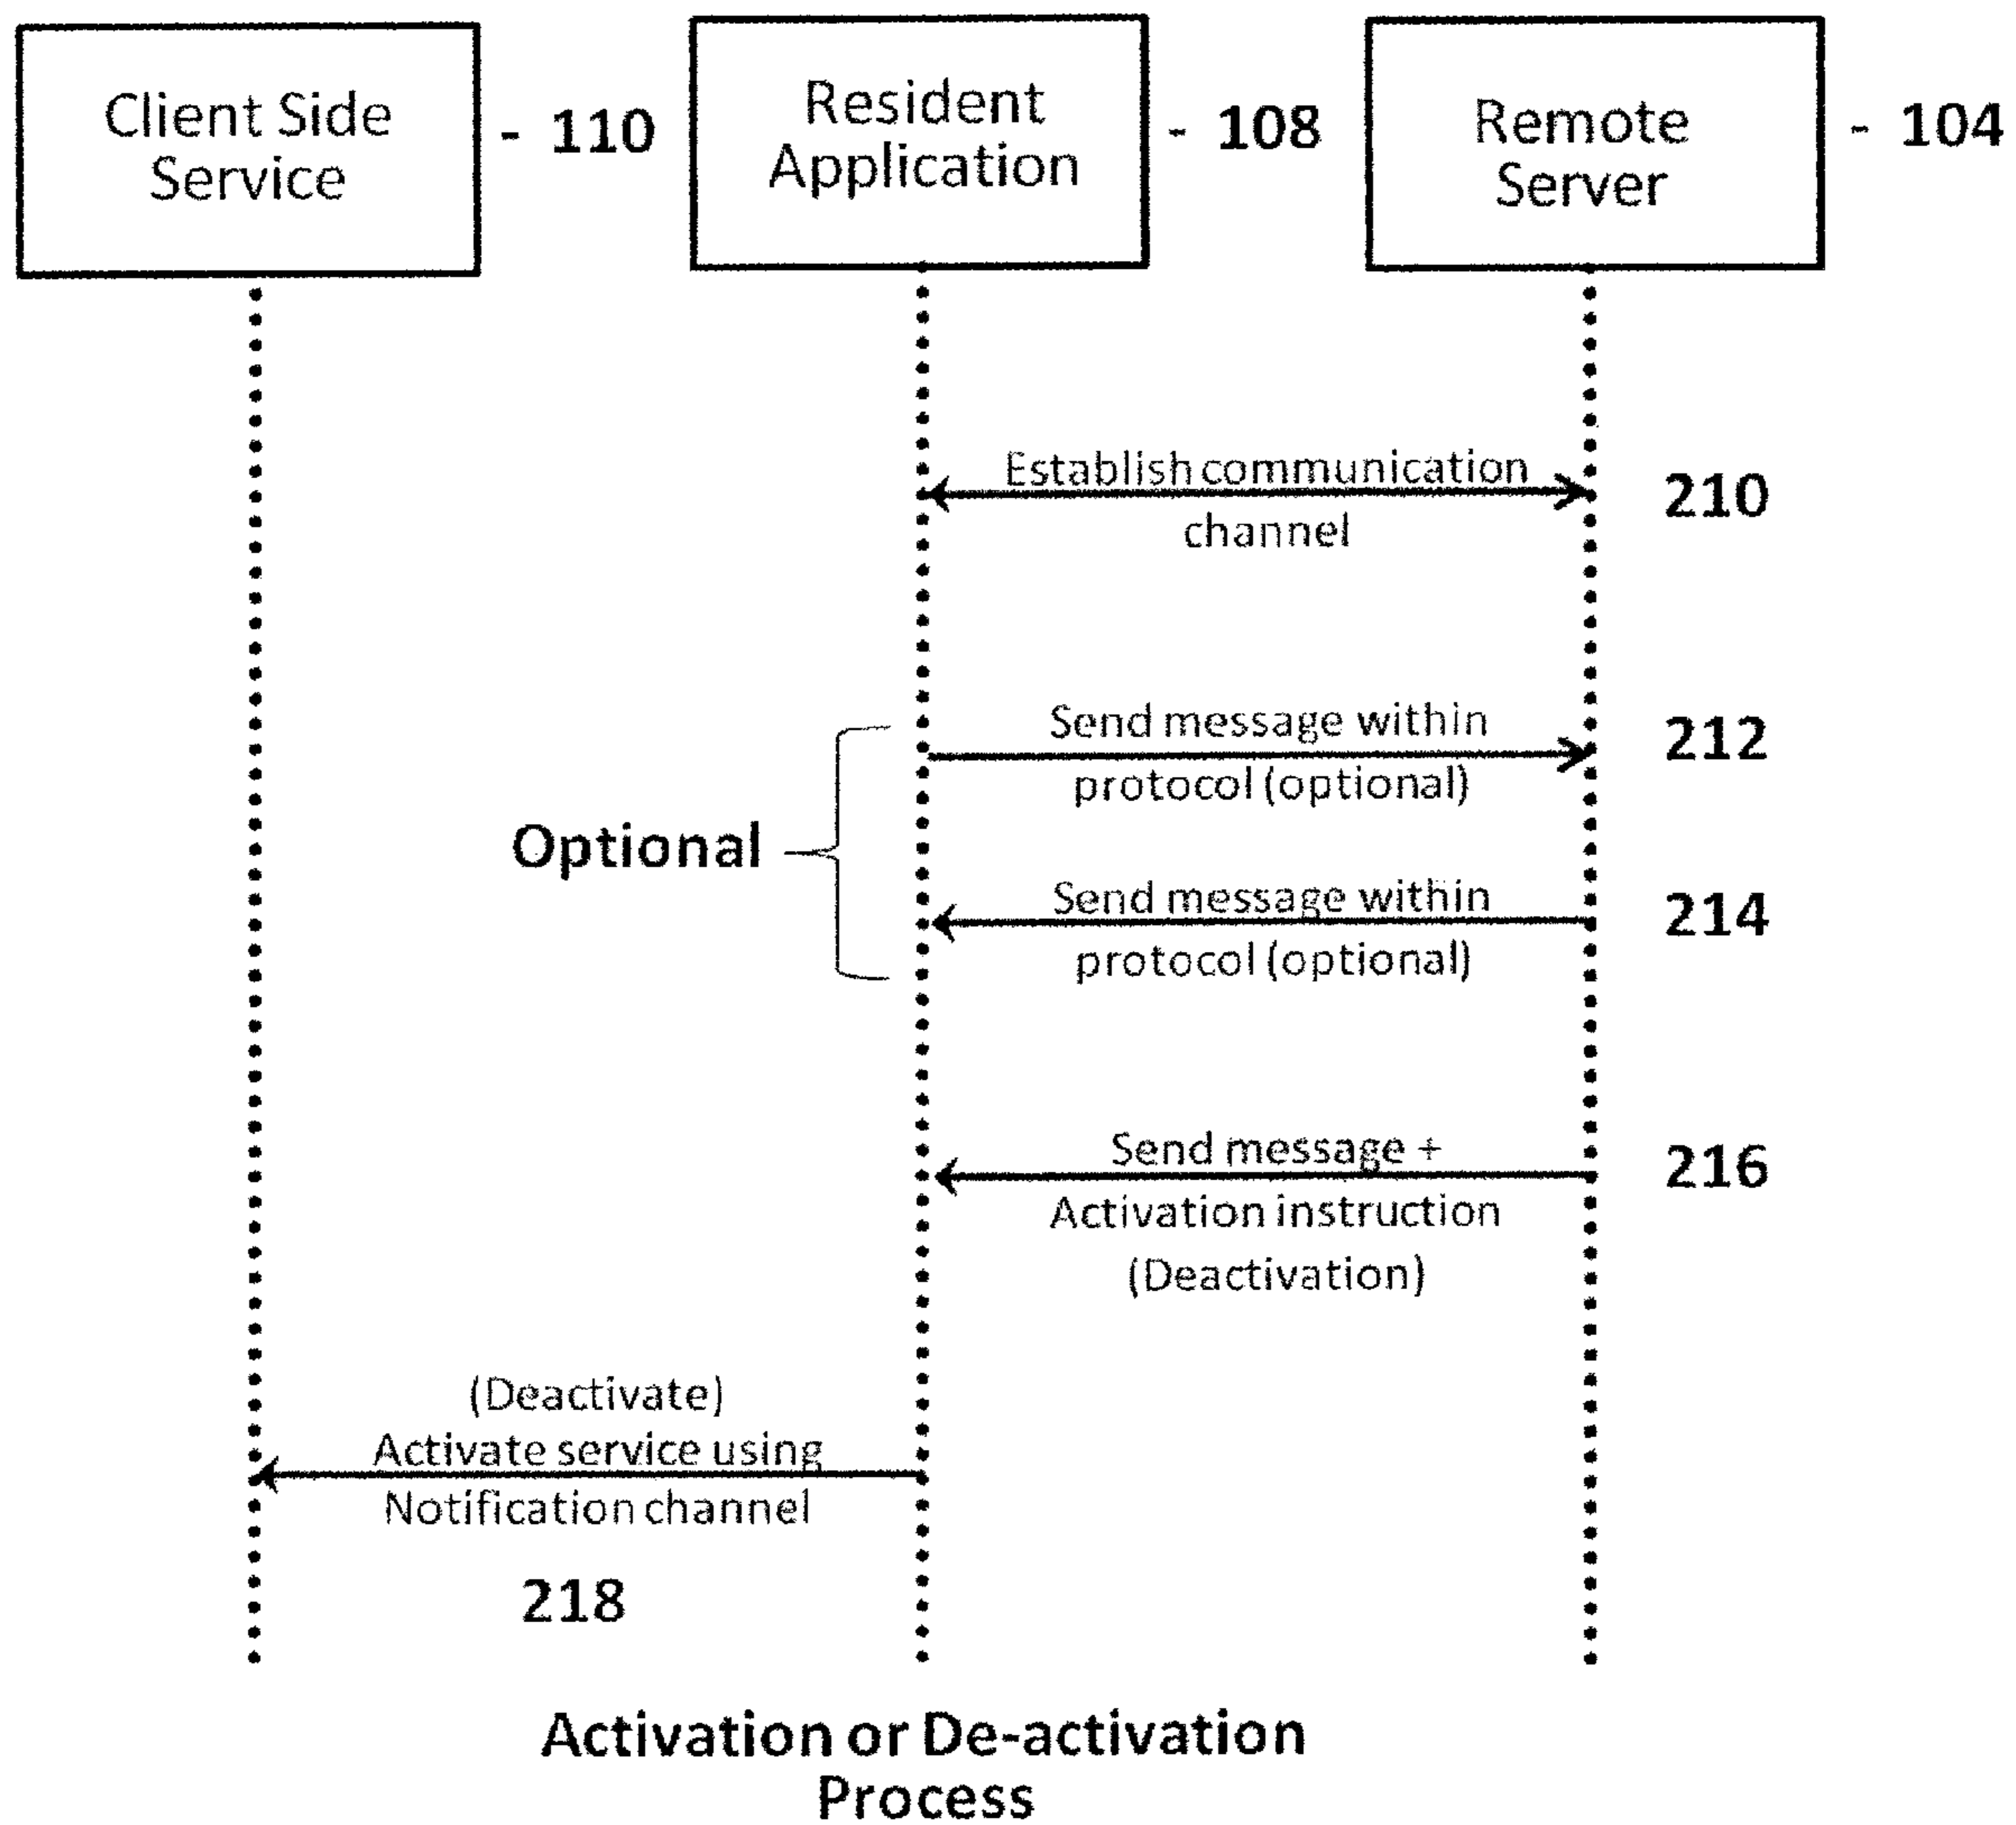 Client Side
Service
- 110
Resident
Application
- 108
Remote
Server
- 104
Establish communication
channel
210
Send message within
protocol (optional)
212
Optional
Send message within
protocol (optional)
214
Send message +
Activation instruction
(Deactivation)
216
(Deactivate)
Activate service using
Notification channel
218
Activation or De-activation
Process